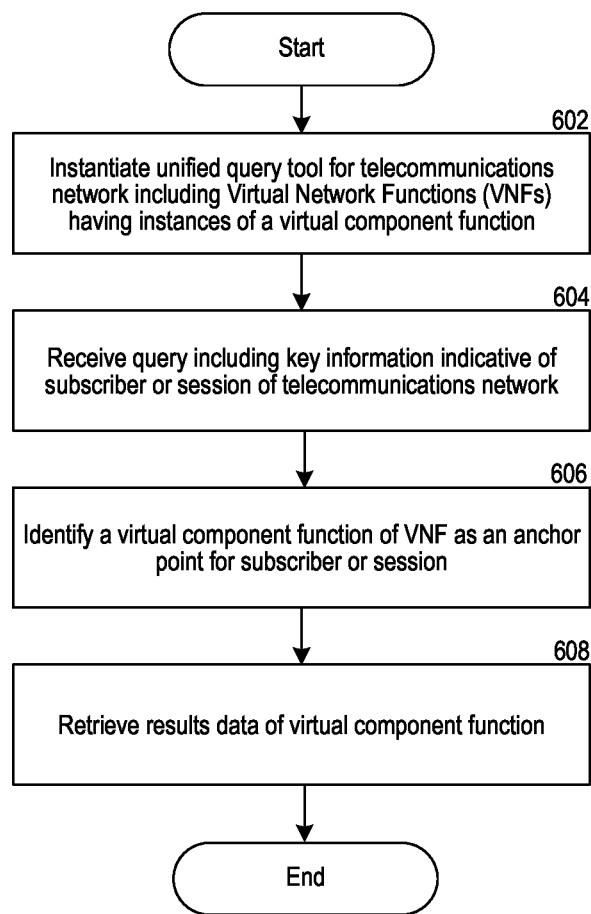 Start
602
Instantiate unified query tool for telecommunications
network including Virtual Network Functions (VNFs)
having instances of a virtual component function
604
Receive query including key information indicative of
subscriber or session of telecommunications network
606
Identify a virtual component function of VNF as an anchor
point for subscriber or session
608
Retrieve results data of virtual component function
End